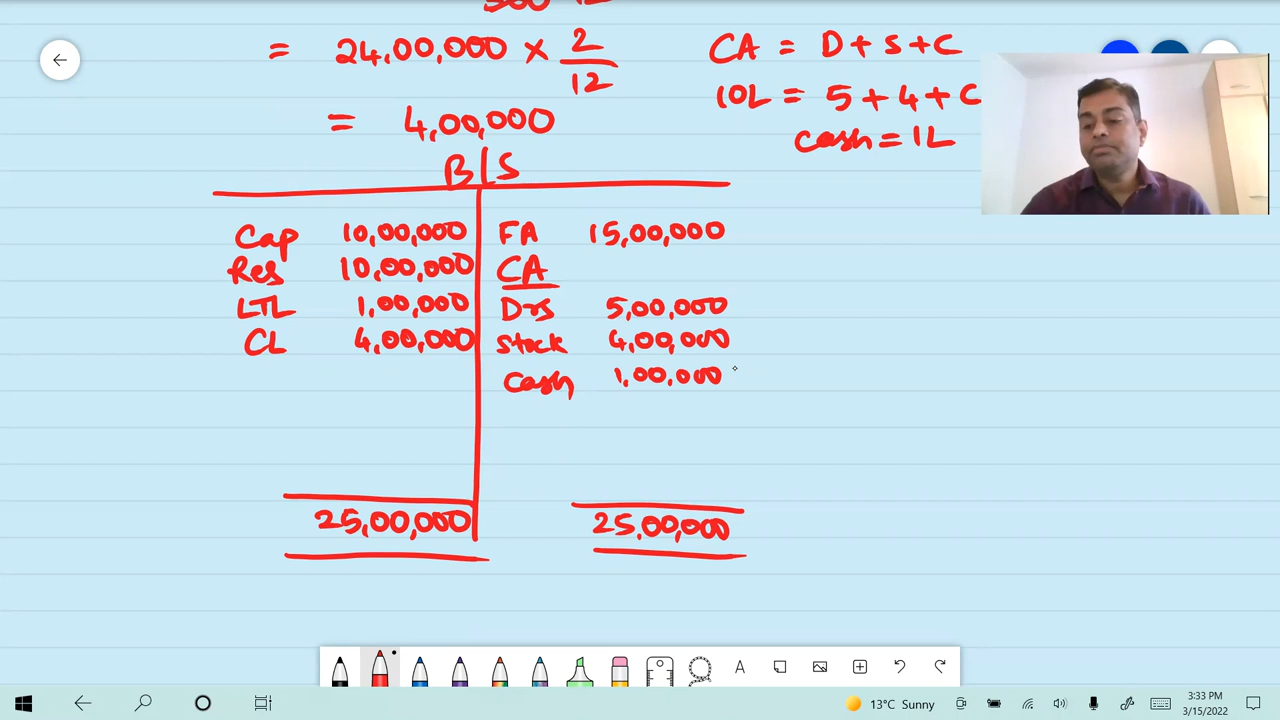 = 24,00,000 × 2/12
= 4,00,000
CA = D + S + C
10L = 5 + 4 + C
cash = 1L
B/S
Cap 10,00,000 FA 15,00,000
Res 10,00,000 CA
LTL 1,00,000 Drs 5,00,000
CL 4,00,000 Stock 4,00,000
Cash 1,00,000
25,00,000 25,00,000
A
13°C Sunny
3:33 PM
3/15/2022